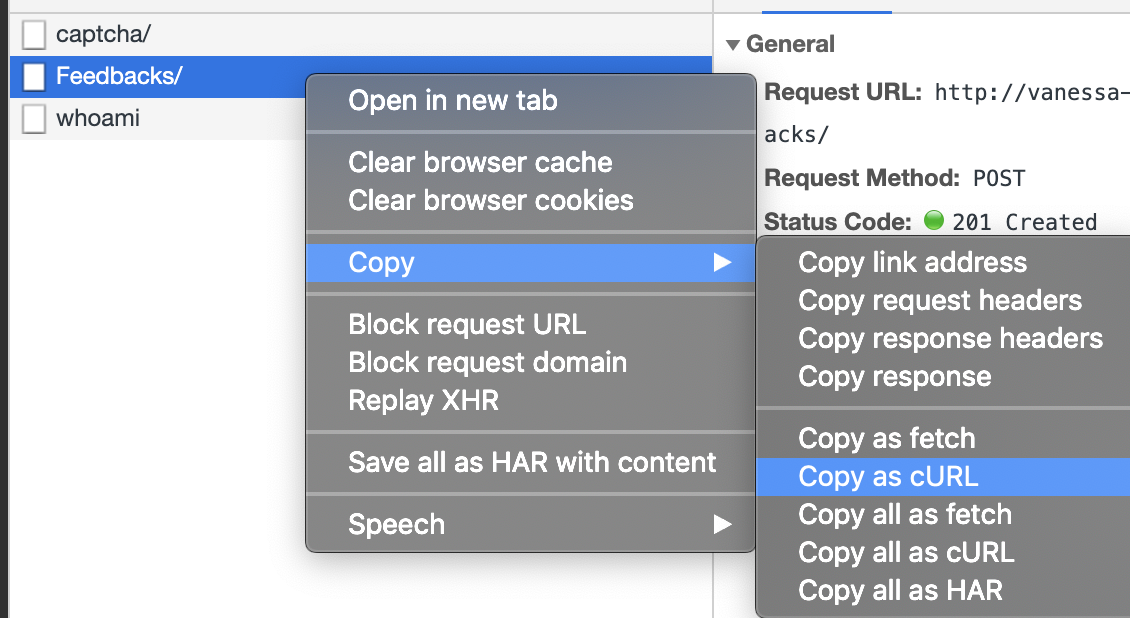 captcha/
Feedbacks/
whoami
Open in new tab
Clear browser cache
Clear browser cookies
Copy
Block request URL
Block request domain
Replay XHR
Save all as HAR with content
Speech
General
Request URL: http://vanessa-
acks/
Request Method: POST
Status Code: 201 Created
Copy link address
Copy request headers
Copy response headers
Copy response
Copy as fetch
Copy as cURL
Copy all as fetch
Copy all as cURL
Copy all as HAR